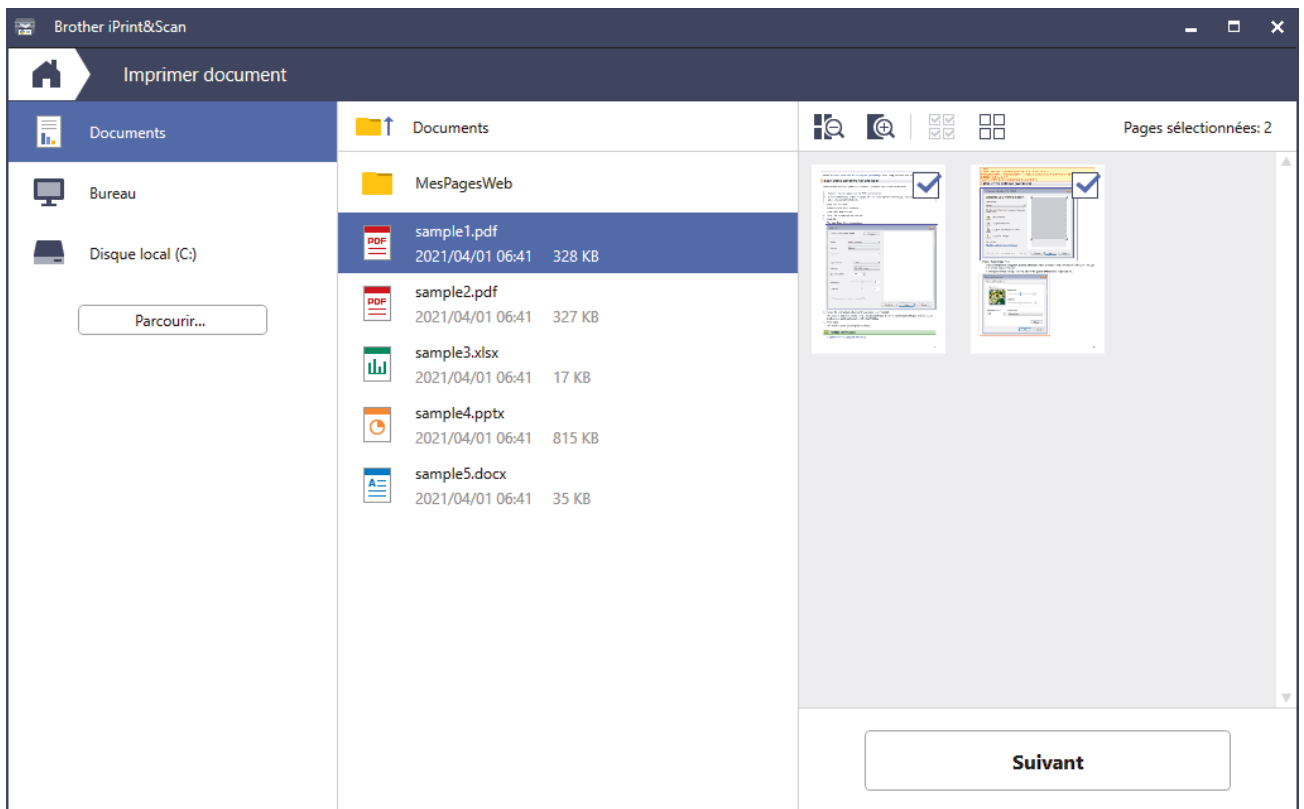 Brother iPrint&Scan
Imprimer document
Documents
Bureau
Disque local (C:)
Parcourir...
Documents
MesPagesWeb
PDF
sample1.pdf
2021/04/01 06:41 328 KB
PDF
sample2.pdf
2021/04/01 06:41 327 KB
sample3.xlsx
2021/04/01 06:41 17 KB
sample4.pptx
2021/04/01 06:41 815 KB
A
sample5.docx
2021/04/01 06:41 35 KB
Pages sélectionnées: 2
Suivant